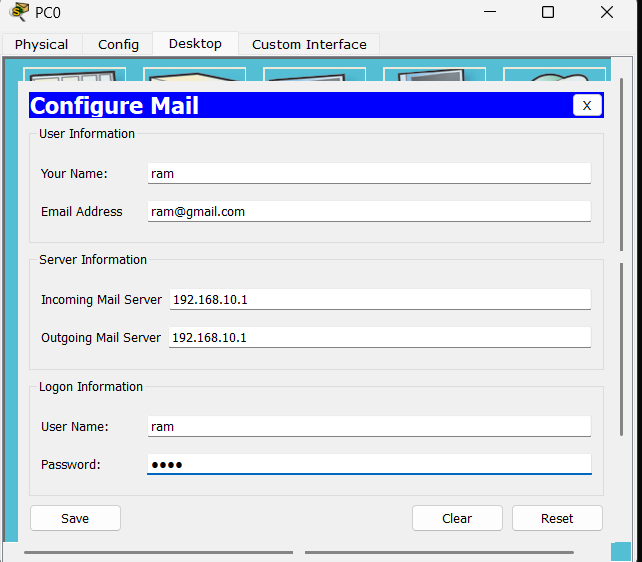 PC0
Physical Config Desktop Custom Interface
Configure Mail X
User Information
Your Name: ram
Email Address ram@gmail.com
Server Information
Incoming Mail Server 192.168.10.1
Outgoing Mail Server 192.168.10.1
Logon Information
User Name: ram
Password: ●●●●
Save Clear Reset